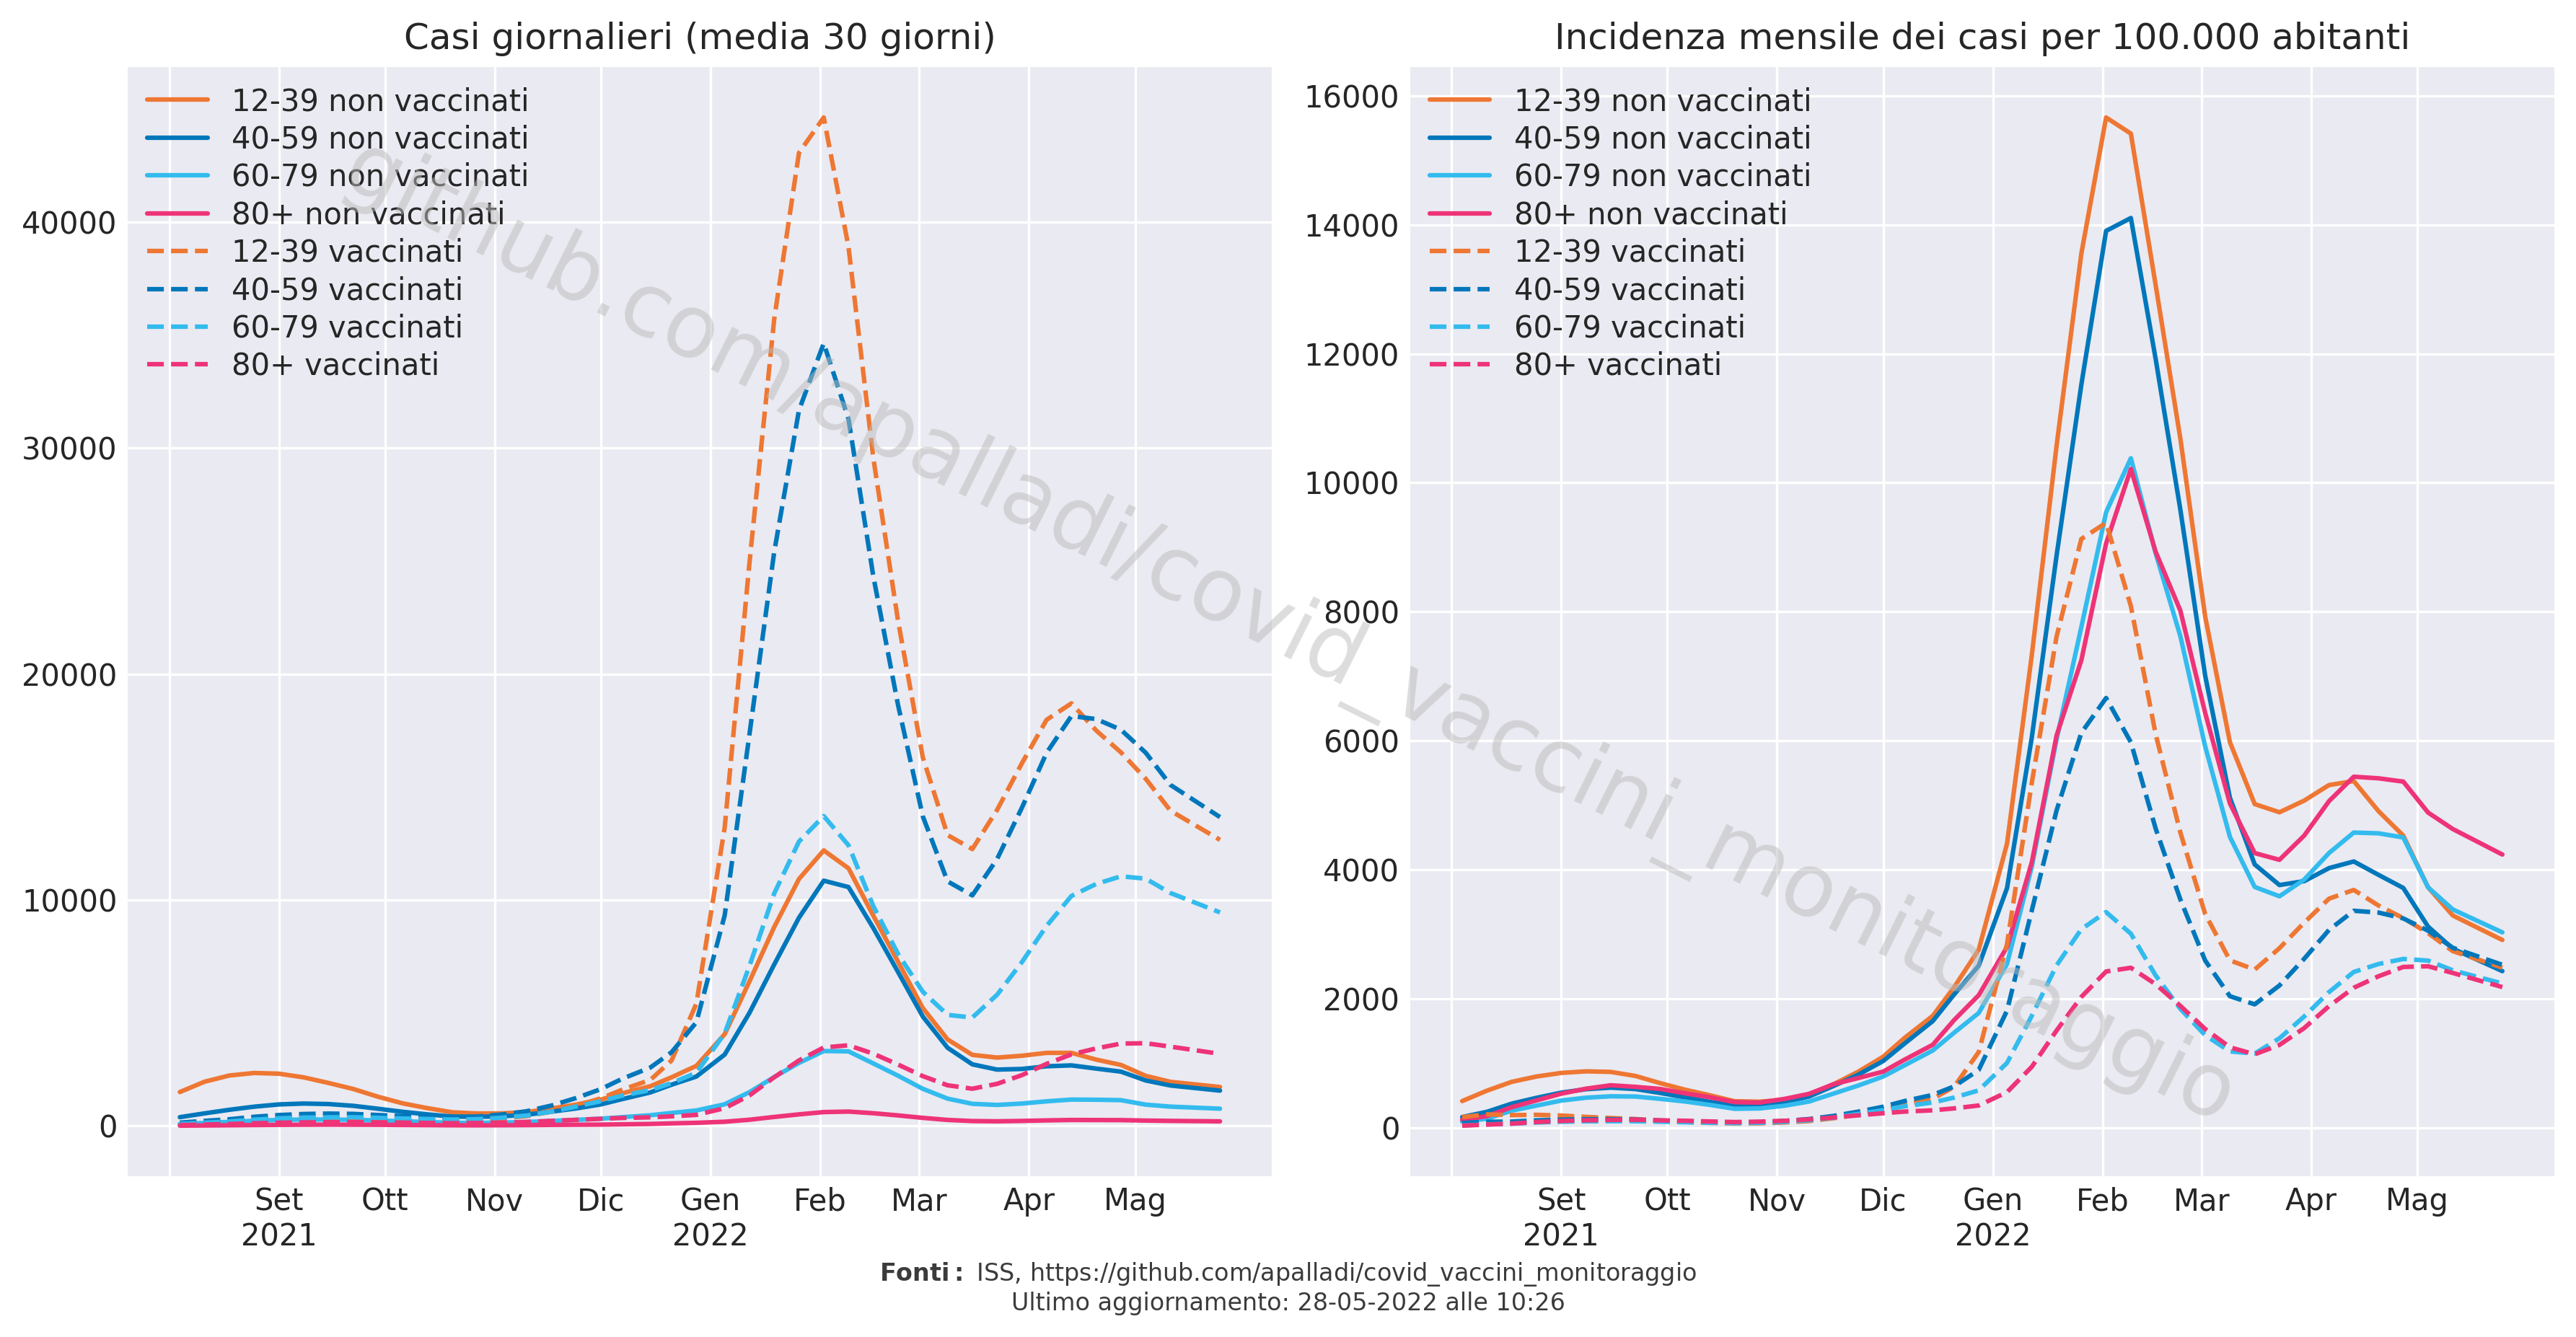 Casi giornalieri (media 30 giorni)
12-39 non vaccinati
40-59 non vaccinati
60-79 non vaccinati
80+ non vaccinati
12-39 vaccinati
40-59 vaccinati
60-79 vaccinati
80+ vaccinati
40000
30000
20000
10000
0
Set
Ott
Nov
Dic
Gen
Feb
Mar
Apr
Mag
2021
2022
Incidenza mensile dei casi per 100.000 abitanti
12-39 non vaccinati
40-59 non vaccinati
60-79 non vaccinati
80+ non vaccinati
12-39 vaccinati
40-59 vaccinati
60-79 vaccinati
80+ vaccinati
16000
14000
12000
10000
8000
6000
4000
2000
0
Set
Ott
Nov
Dic
Gen
Feb
Mar
Apr
Mag
2021
2022
github.com/apalladi/covid_vaccini_monitoraggio
Fonti: ISS, https://github.com/apalladi/covid_vaccini_monitoraggio
Ultimo aggiornamento: 28-05-2022 alle 10:26